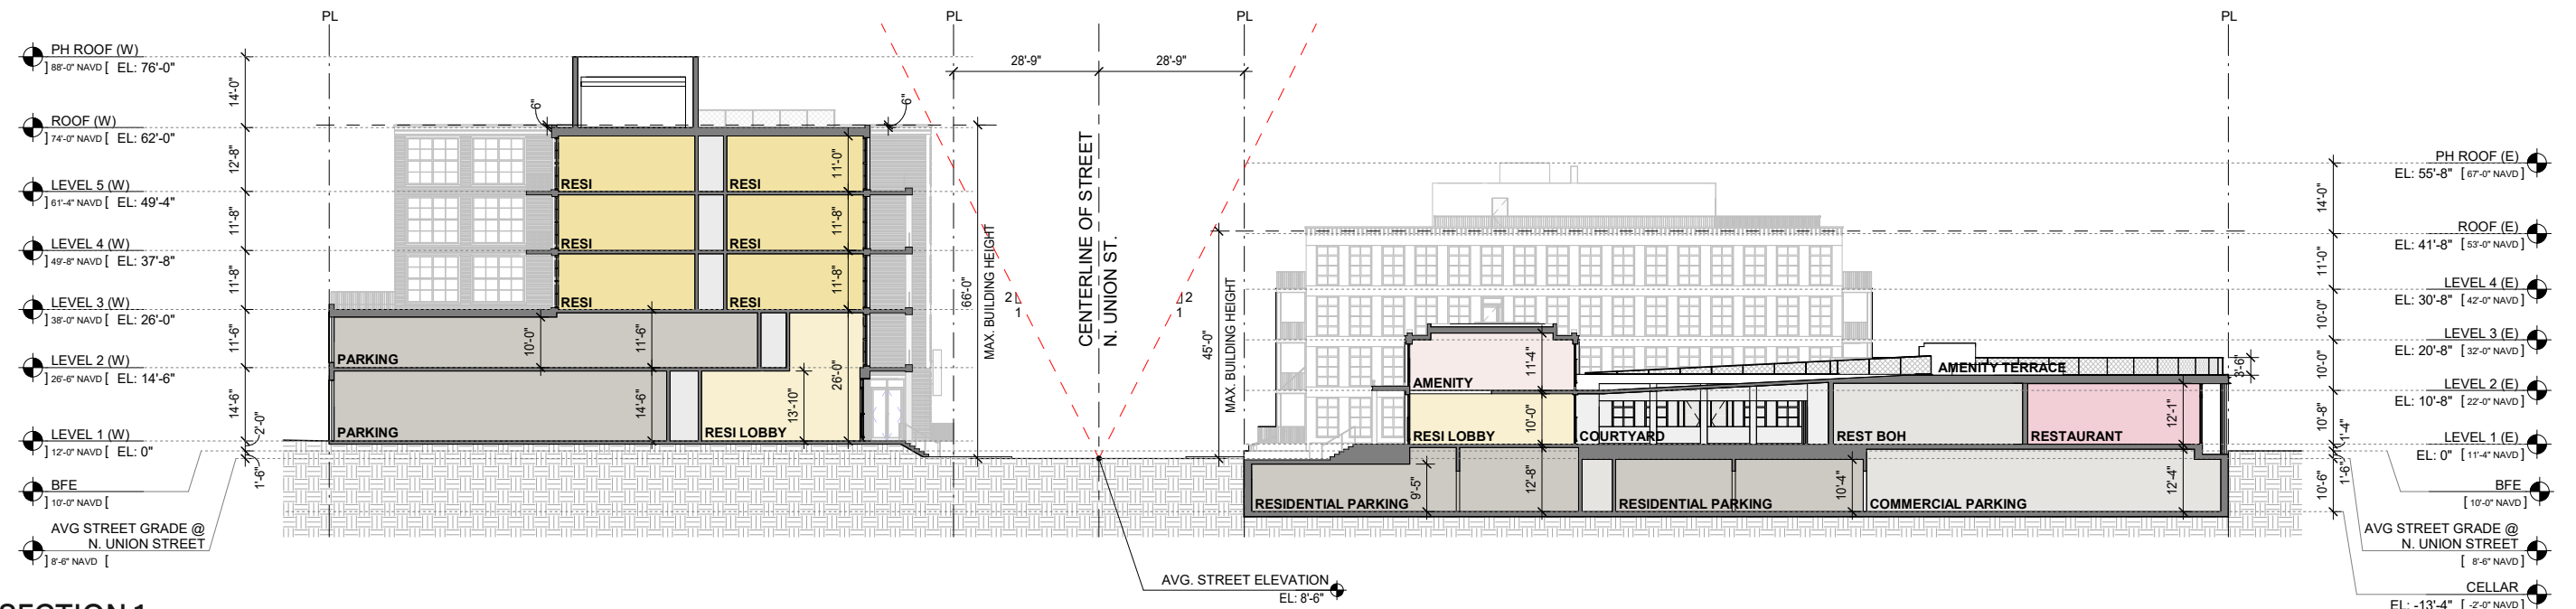 PL
PL
PL
PL
PH ROOF (W)
]88'-0" NAVD [ EL: 76'-0"
ROOF (W)
]74'-0" NAVD [ EL: 62'-0"
LEVEL 5 (W)
]61'-4" NAVD [ EL: 49'-4"
LEVEL 4 (W)
]49'-8" NAVD [ EL: 37'-8"
LEVEL 3 (W)
]38'-0" NAVD [ EL: 26'-0"
LEVEL 2 (W)
]26'-6" NAVD [ EL: 14'-6"
LEVEL 1 (W)
]12'-0" NAVD [ EL: 0"
BFE
]10'-0" NAVD [
AVG STREET GRADE @
N. UNION STREET
]8'-6" NAVD [
14'-0"
12'-8"
11'-8"
11'-8"
11'-6"
14'-6"
2'-0"
1'-6"
6"
6"
RESI
RESI
11'-0"
RESI
RESI
11'-8"
RESI
RESI
11'-8"
PARKING
10'-0"
11'-6"
PARKING
14'-6"
RESI LOBBY
13'-10"
26'-0"
66'-0"
MAX. BUILDING HEIGHT
28'-9"
28'-9"
2
1
2
1
CENTERLINE OF STREET
N. UNION ST.
45'-0"
MAX. BUILDING HEIGHT
AVG. STREET ELEVATION
EL: 8'-6"
AMENITY
11'-4"
AMENITY TERRACE
3'-6"
RESI LOBBY
10'-0"
COURTYARD
REST BOH
RESTAURANT
12'-1"
RESIDENTIAL PARKING
9'-5"
12'-8"
RESIDENTIAL PARKING
10'-4"
COMMERCIAL PARKING
12'-4"
14'-0"
11'-0"
10'-0"
10'-0"
10'-8"
1'-4"
1'-6"
10'-6"
PH ROOF (E)
EL: 55'-8" [67'-0" NAVD]
ROOF (E)
EL: 41'-8" [53'-0" NAVD]
LEVEL 4 (E)
EL: 30'-8" [42'-0" NAVD]
LEVEL 3 (E)
EL: 20'-8" [32'-0" NAVD]
LEVEL 2 (E)
EL: 10'-8" [22'-0" NAVD]
LEVEL 1 (E)
EL: 0" [11'-4" NAVD]
BFE
[10'-0" NAVD]
AVG STREET GRADE @
N. UNION STREET
[8'-6" NAVD]
CELLAR
EL: -13'-4" [-2'-0" NAVD]
SECTION 1